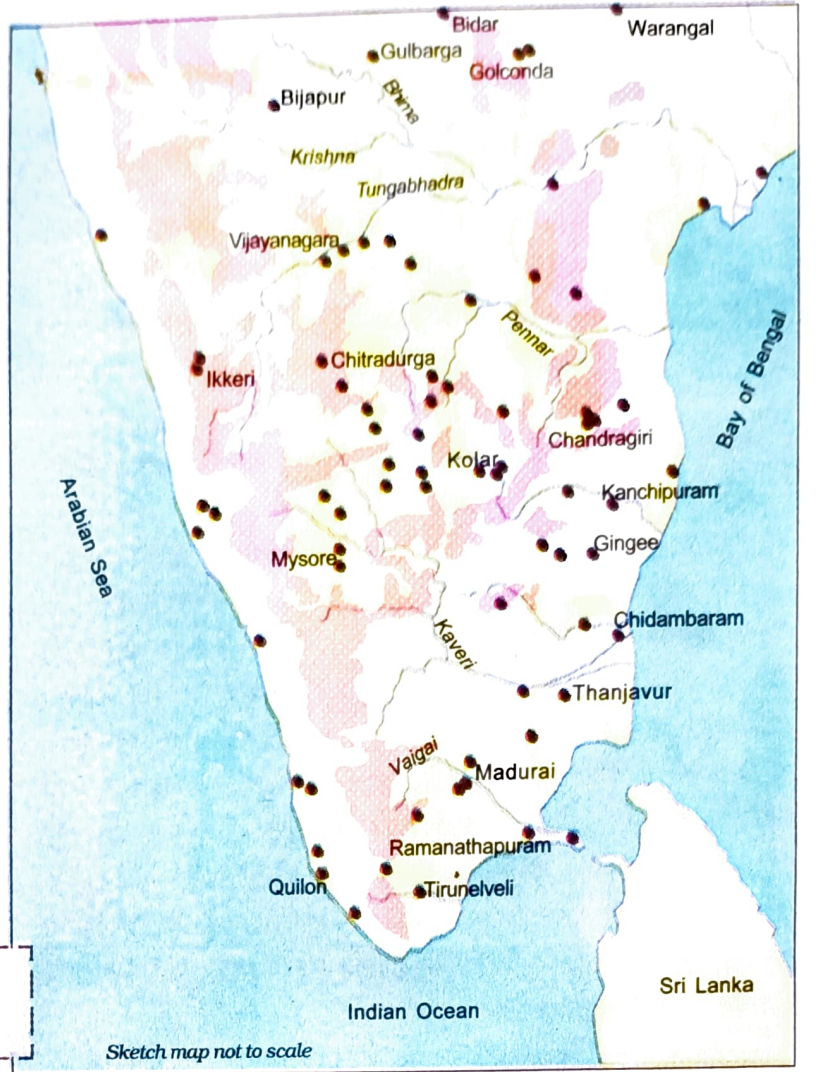 Bidar
Warangal
Gulbarga
Golconda
Bhima
Bijapur
Krishna
Tungabhadra
Vijayanagara
Pennar
Chitradurga
Ikkeri
Bay of Bengal
Chandragiri
Kolar
Kanchipuram
Arabian Sea
Gingee
Mysore
Chidambaram
Kaveri
Thanjavur
Vaigai
Madurai
Ramanathapuram
Quilon
Tirunelveli
Sri Lanka
Indian Ocean
Sketch map not to scale